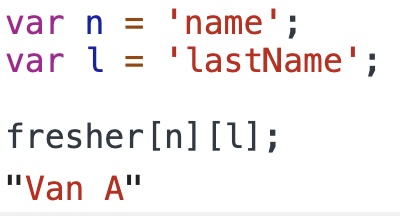 var n = 'name';
var l = 'lastName';
fresher[n][l];
"Van A"